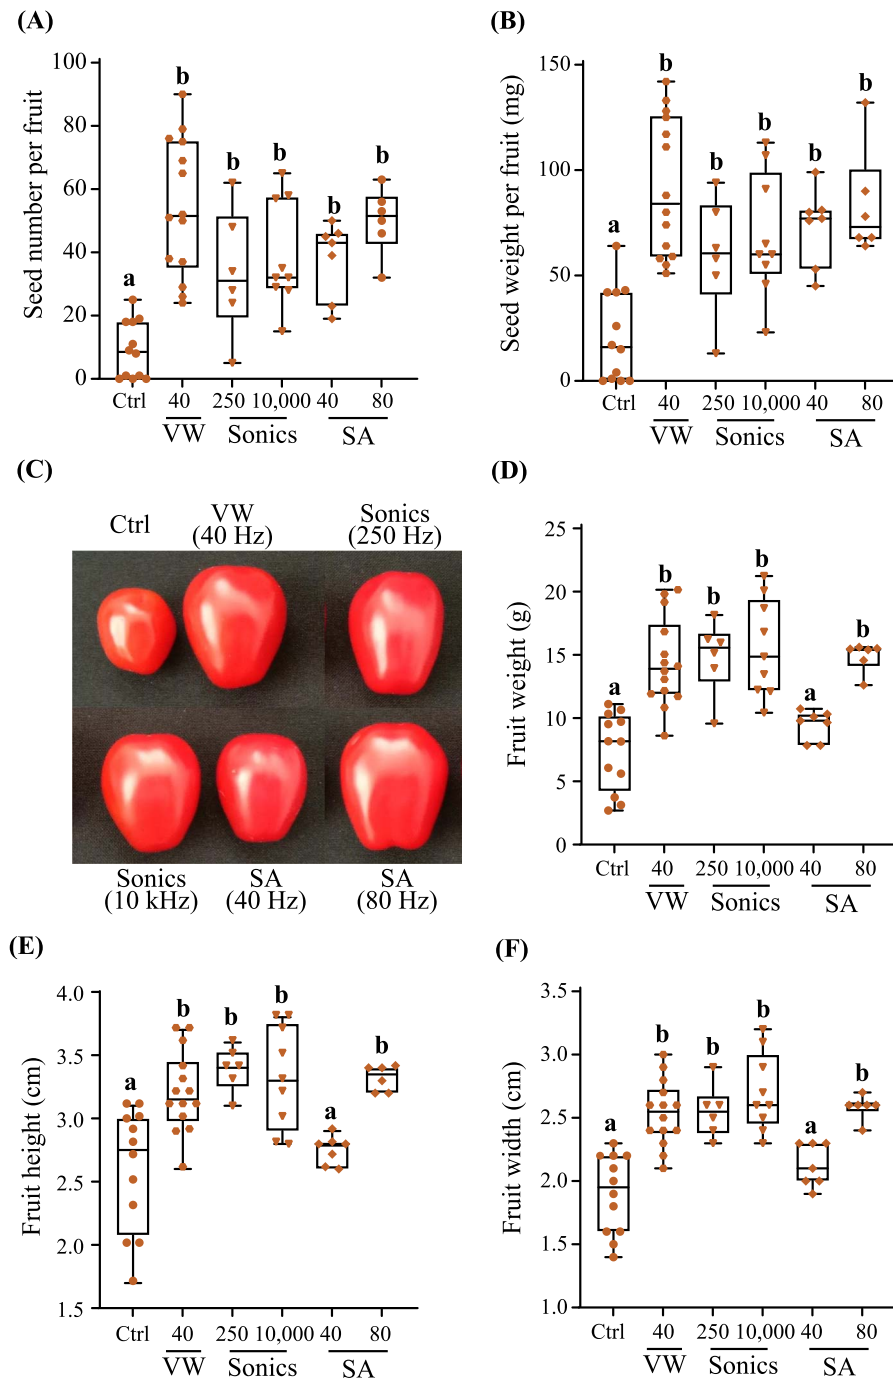 (A)
Seed number per fruit
100
80
60
40
20
0
a
b
b
b
b
b
Ctrl
40
250
10,000
40
80
VW
Sonics
SA
(B)
Seed weight per fruit (mg)
150
100
50
0
a
b
b
b
b
b
Ctrl
40
250
10,000
40
80
VW
Sonics
SA
(C)
Ctrl
VW
(40 Hz)
Sonics
(250 Hz)
Sonics
(10 kHz)
SA
(40 Hz)
SA
(80 Hz)
(D)
Fruit weight (g)
25
20
15
10
5
0
a
b
b
b
a
b
Ctrl
40
250
10,000
40
80
VW
Sonics
SA
(E)
Fruit height (cm)
4.0
3.5
3.0
2.5
2.0
1.5
a
b
b
b
a
b
Ctrl
40
250
10,000
40
80
VW
Sonics
SA
(F)
Fruit width (cm)
3.5
3.0
2.5
2.0
1.5
1.0
a
b
b
b
a
b
Ctrl
40
250
10,000
40
80
VW
Sonics
SA